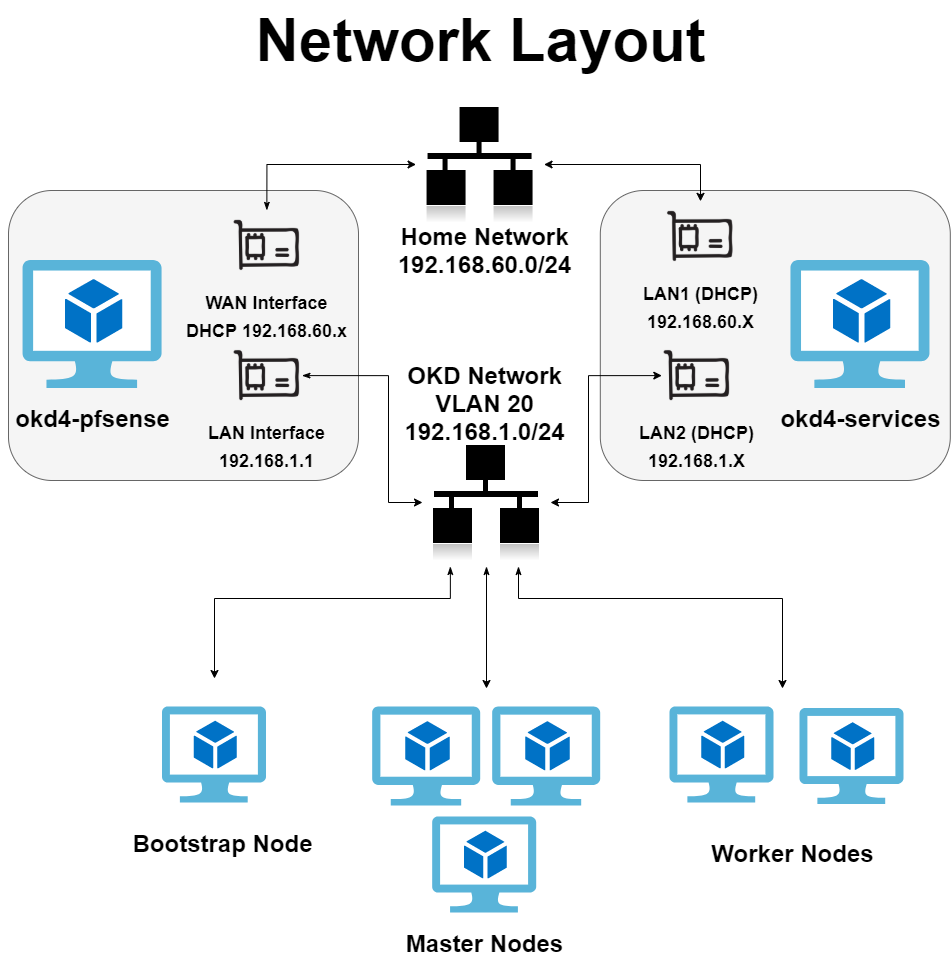 Network Layout
Home Network
192.168.60.0/24
WAN Interface
DHCP 192.168.60.x
LAN Interface
192.168.1.1
okd4-pfsense
OKD Network
VLAN 20
192.168.1.0/24
LAN1 (DHCP)
192.168.60.X
LAN2 (DHCP)
192.168.1.X
okd4-services
Bootstrap Node
Master Nodes
Worker Nodes